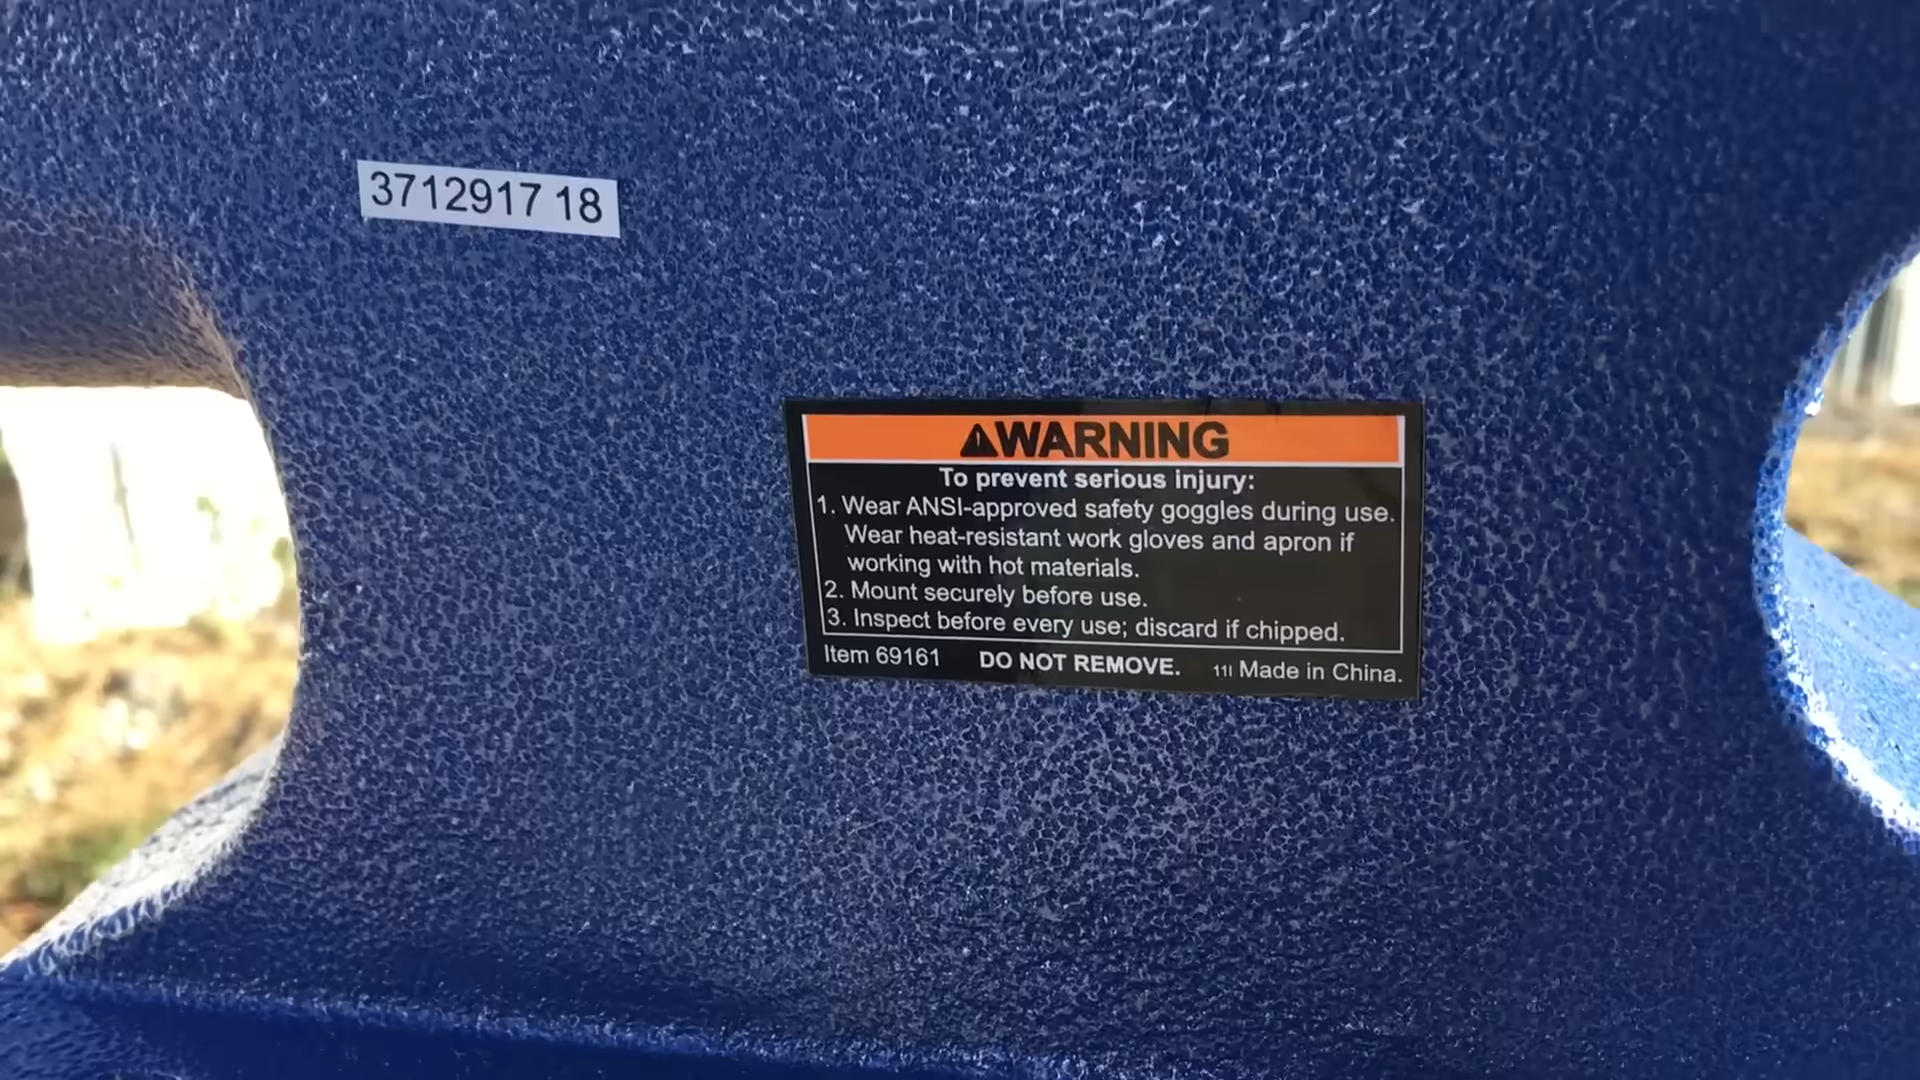 3712917 18
⚠WARNING
To prevent serious injury:
1. Wear ANSI-approved safety goggles during use.
Wear heat-resistant work gloves and apron if
working with hot materials.
2. Mount securely before use.
3. Inspect before every use; discard if chipped.
Item 69161 DO NOT REMOVE. 11l Made in China.